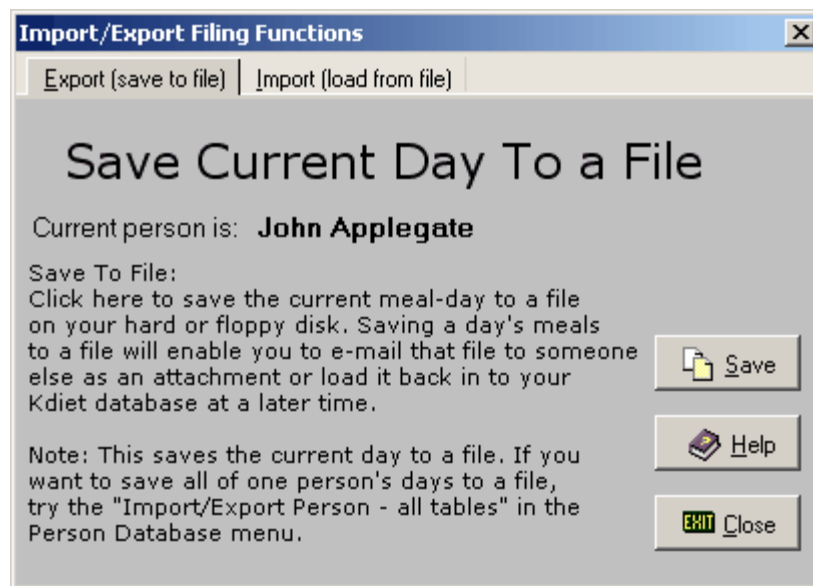 Import/Export Filing Functions
Export (save to file) Import (load from file)
Save Current Day To a File
Current person is: John Applegate
Save To File:
Click here to save the current meal-day to a file
on your hard or floppy disk. Saving a day's meals
to a file will enable you to e-mail that file to someone
else as an attachment or load it back in to your
Kdiet database at a later time.
Save
Help
Note: This saves the current day to a file. If you
want to save all of one person's days to a file,
try the "Import/Export Person - all tables" in the
Person Database menu.
EXIT Close